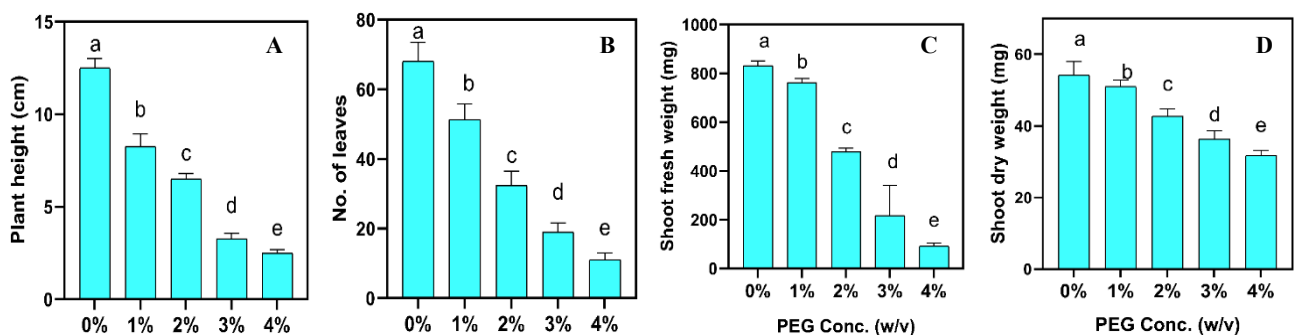 Plant height (cm)
15
10
5
0
A
a
b
c
d
e
0% 1% 2% 3% 4%
No. of leaves
80
60
40
20
0
B
a
b
c
d
e
0% 1% 2% 3% 4%
Shoot fresh weight (mg)
1000
800
600
400
200
0
C
a
b
c
d
e
0% 1% 2% 3% 4%
PEG Conc. (w/v)
Shoot dry weight (mg)
60
40
20
0
D
a
b
c
d
e
0% 1% 2% 3% 4%
PEG Conc. (w/v)